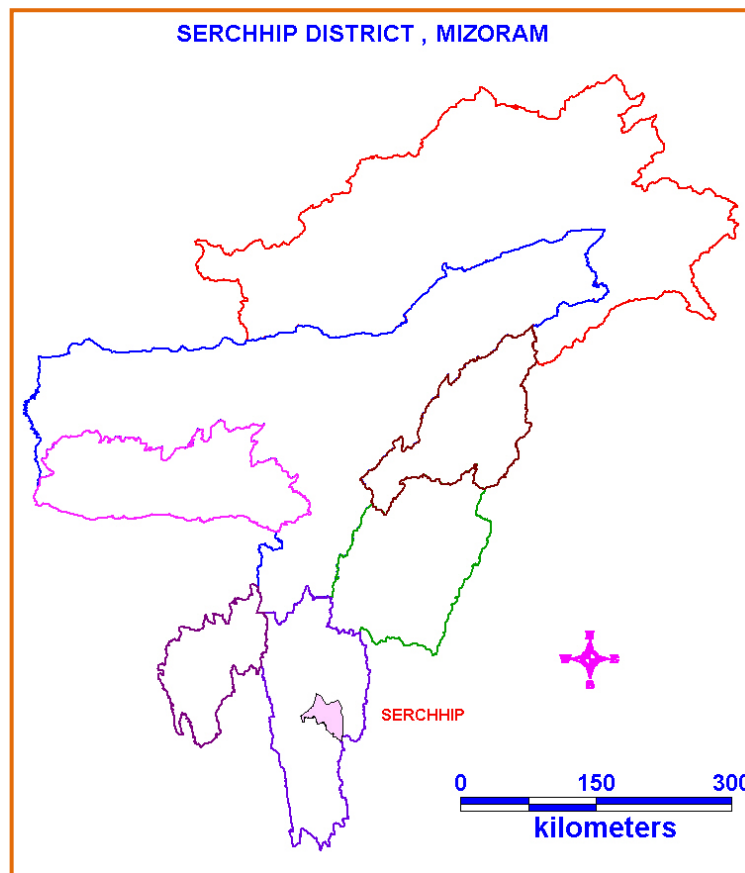 SERCHHIP DISTRICT , MIZORAM
N
W E
S
SERCHHIP
0 150 300
kilometers